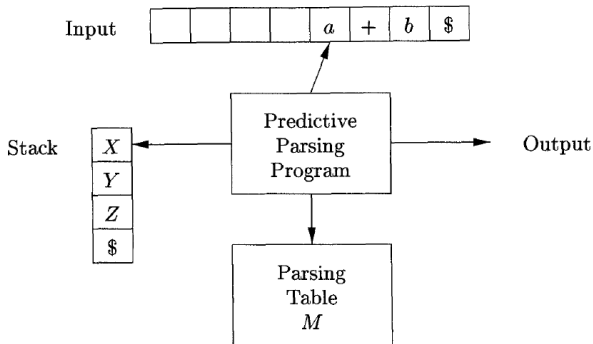 Input a + b $
Predictive
Parsing
Program
Stack X
Y
Z
$
Output
Parsing
Table
M